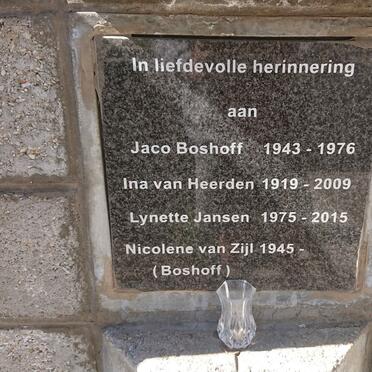 In liefdevolle herinnering
aan
Jaco Boshoff 1943 - 1976
Ina van Heerden 1919 - 2009
Lynette Jansen 1975 - 2015
Nicolene van Zijl 1945 -
( Boshoff )